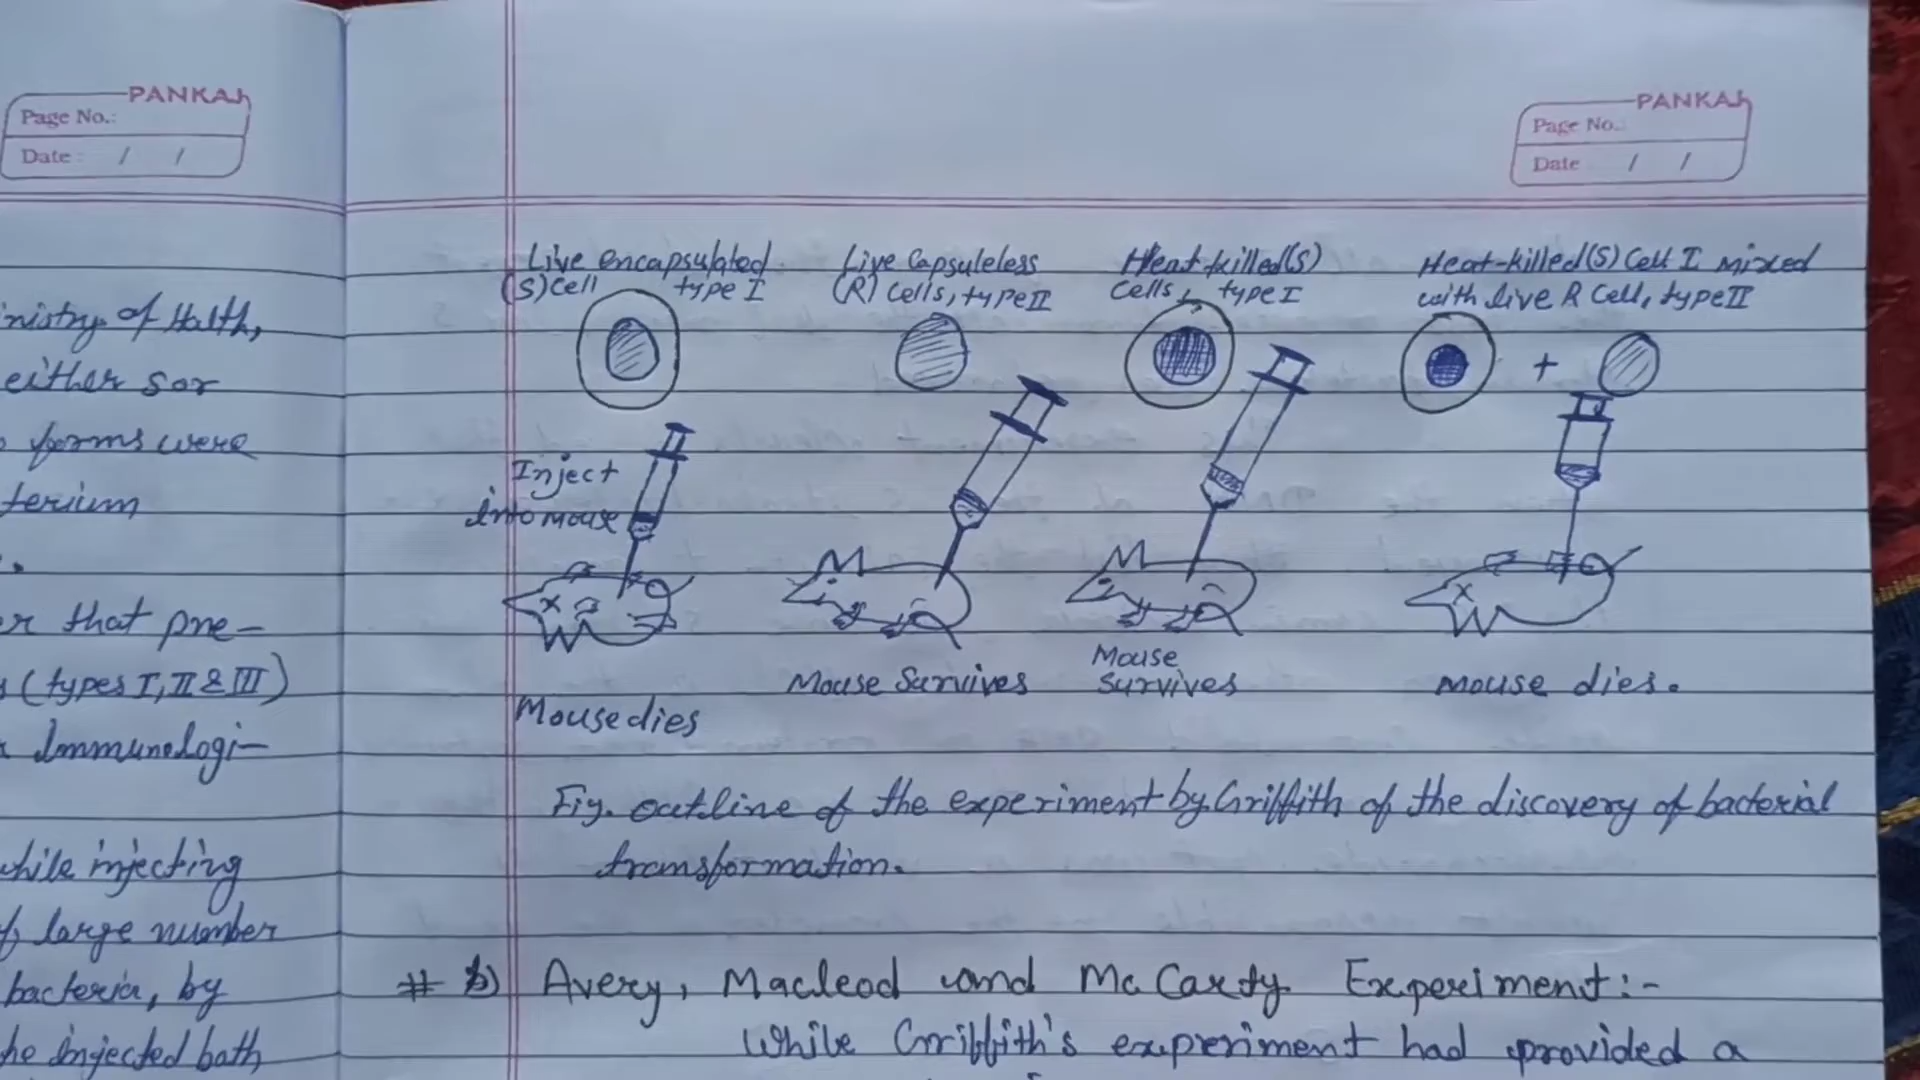 PANKAJ
Page No.:
Date : / /
nistry of Halth,
either s or
forms were
terium
that pre-
(types I, II & III)
Immunologi-
while injecting
large number
bacteria, by
he injected both
PANKAJ
Page No.:
Date / /
Live encapsulated
(S) cell type I
Live Capsuleless
(R) cells, type II
Heat-killed (S)
cells, type I
Heat-killed (S) Cell I mixed
with live R Cell, type II
+
Inject
into mouse
Mouse dies
Mouse Survives
Mouse
survives
Mouse dies.
Fig. outline of the experiment by Griffith of the discovery of bacterial
transformation.
# b) Avery, Macleod and Mc Carty Experiment:-
While Griffith's experiment had provided a